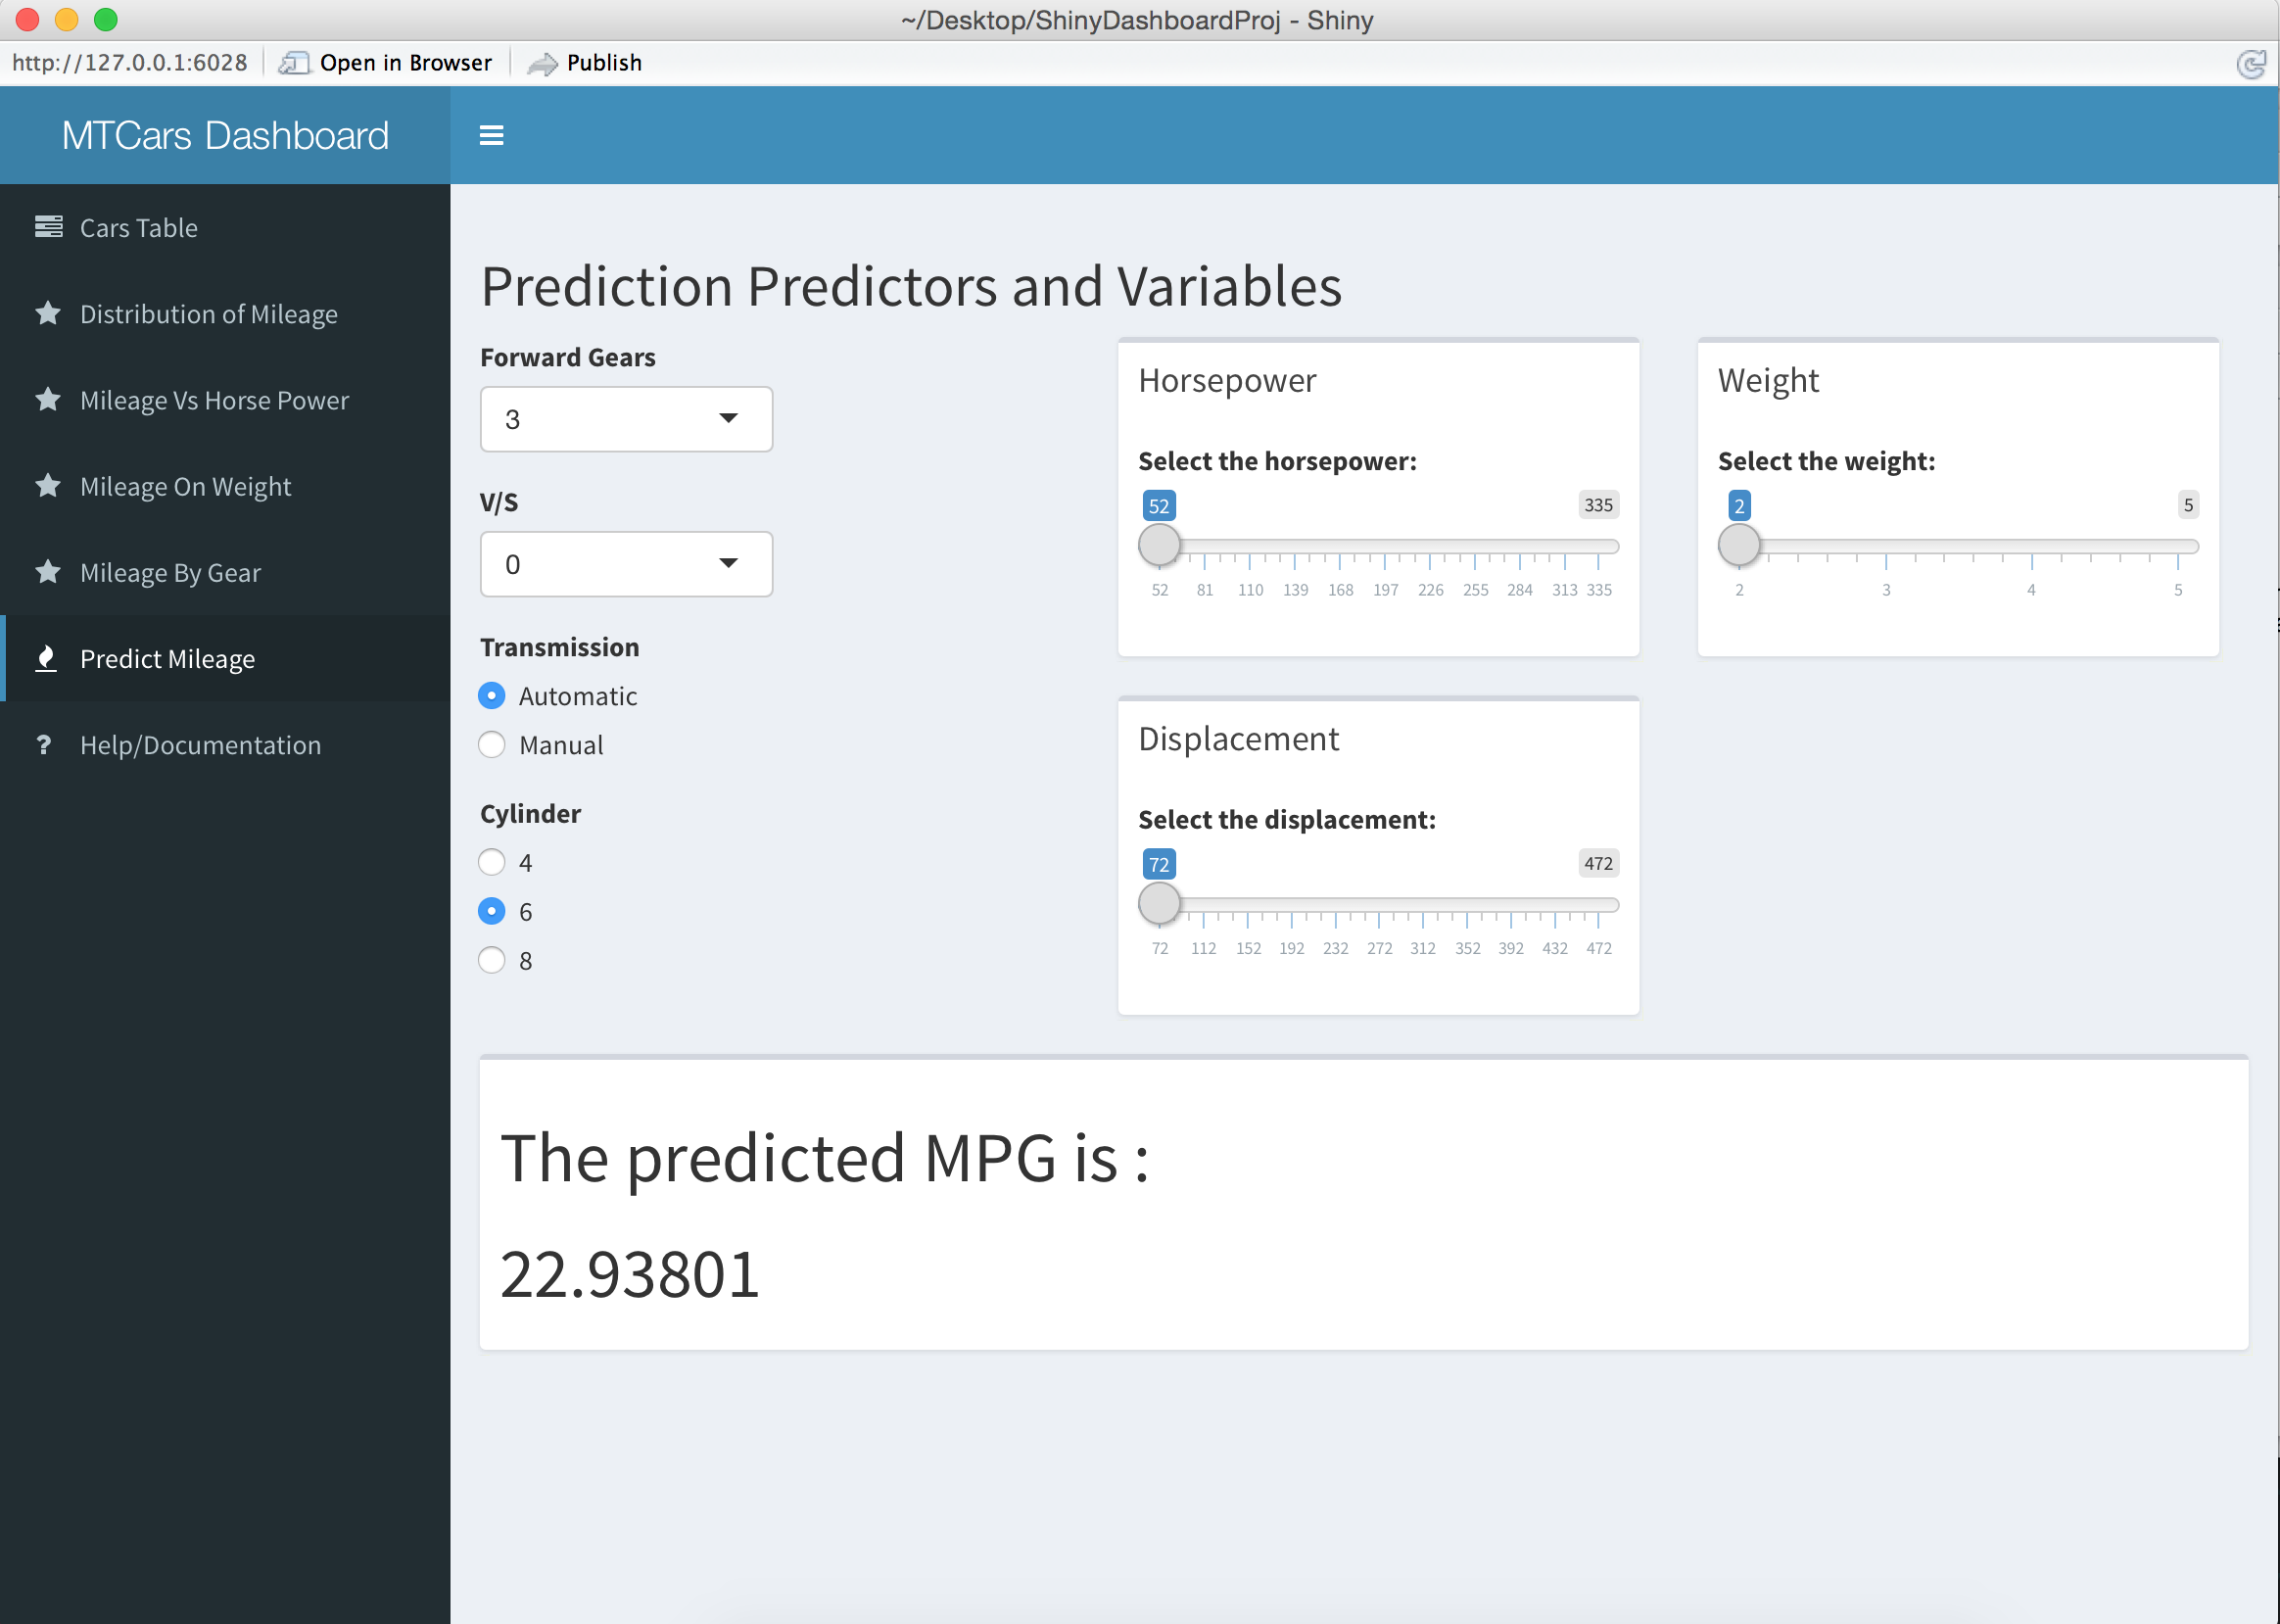 ~/Desktop/ShinyDashboardProj - Shiny
http://127.0.0.1:6028 Open in Browser Publish
MTCars Dashboard
Cars Table
Distribution of Mileage
Mileage Vs Horse Power
Mileage On Weight
Mileage By Gear
Predict Mileage
? Help/Documentation
Prediction Predictors and Variables
Forward Gears
3
V/S
0
Transmission
Automatic
Manual
Cylinder
4
6
8
Horsepower
Select the horsepower:
52 335
52 81 110 139 168 197 226 255 284 313 335
Weight
Select the weight:
2 5
2 3 4 5
Displacement
Select the displacement:
72 472
72 112 152 192 232 272 312 352 392 432 472
The predicted MPG is :
22.93801